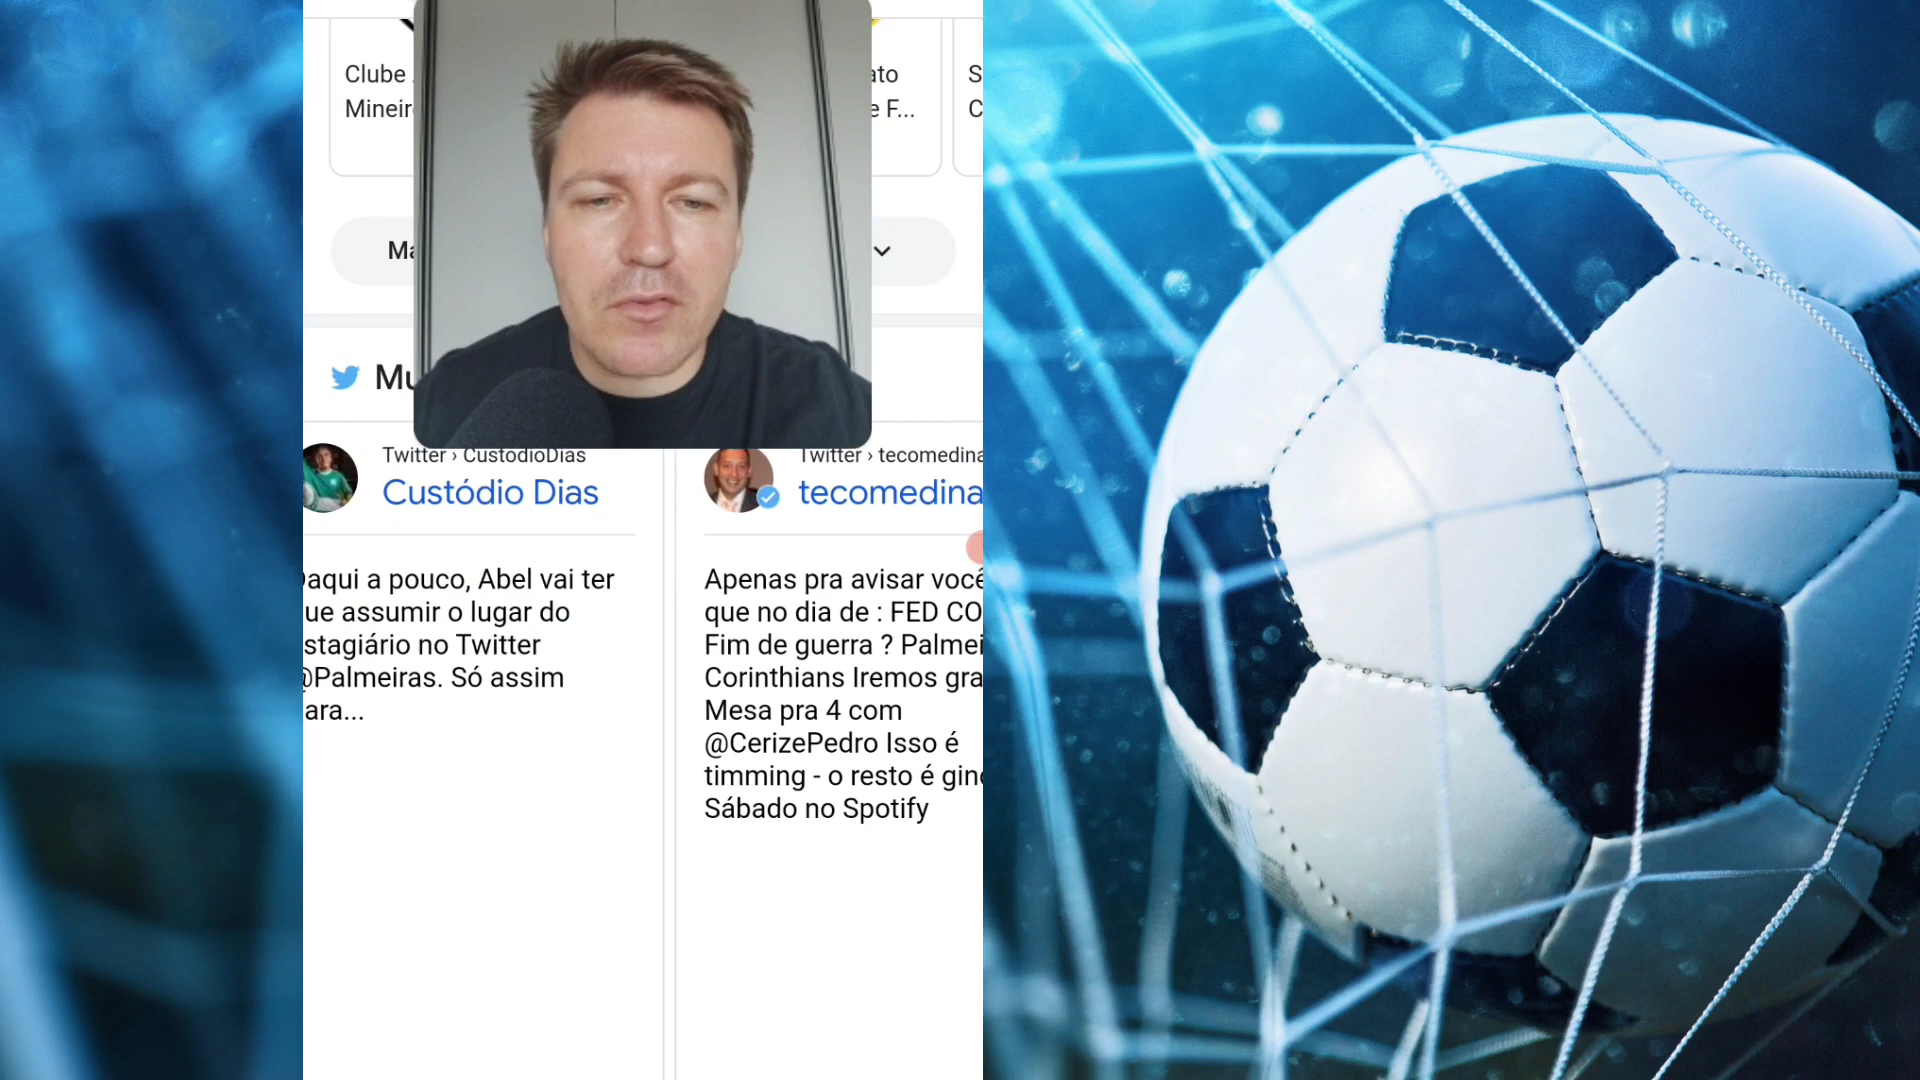 Clube
Mineir
ato
e F...
S
C
Ma
Mu
Twitter › CustodioDias
Custódio Dias
aqui a pouco, Abel vai ter
ue assumir o lugar do
stagiário no Twitter
@Palmeiras. Só assim
ara...
Twitter › tecomedina
tecomedina
Apenas pra avisar você
que no dia de : FED CO
Fim de guerra ? Palmei
Corinthians Iremos gra
Mesa pra 4 com
@CerizePedro Isso é
timming - o resto é gin
Sábado no Spotify